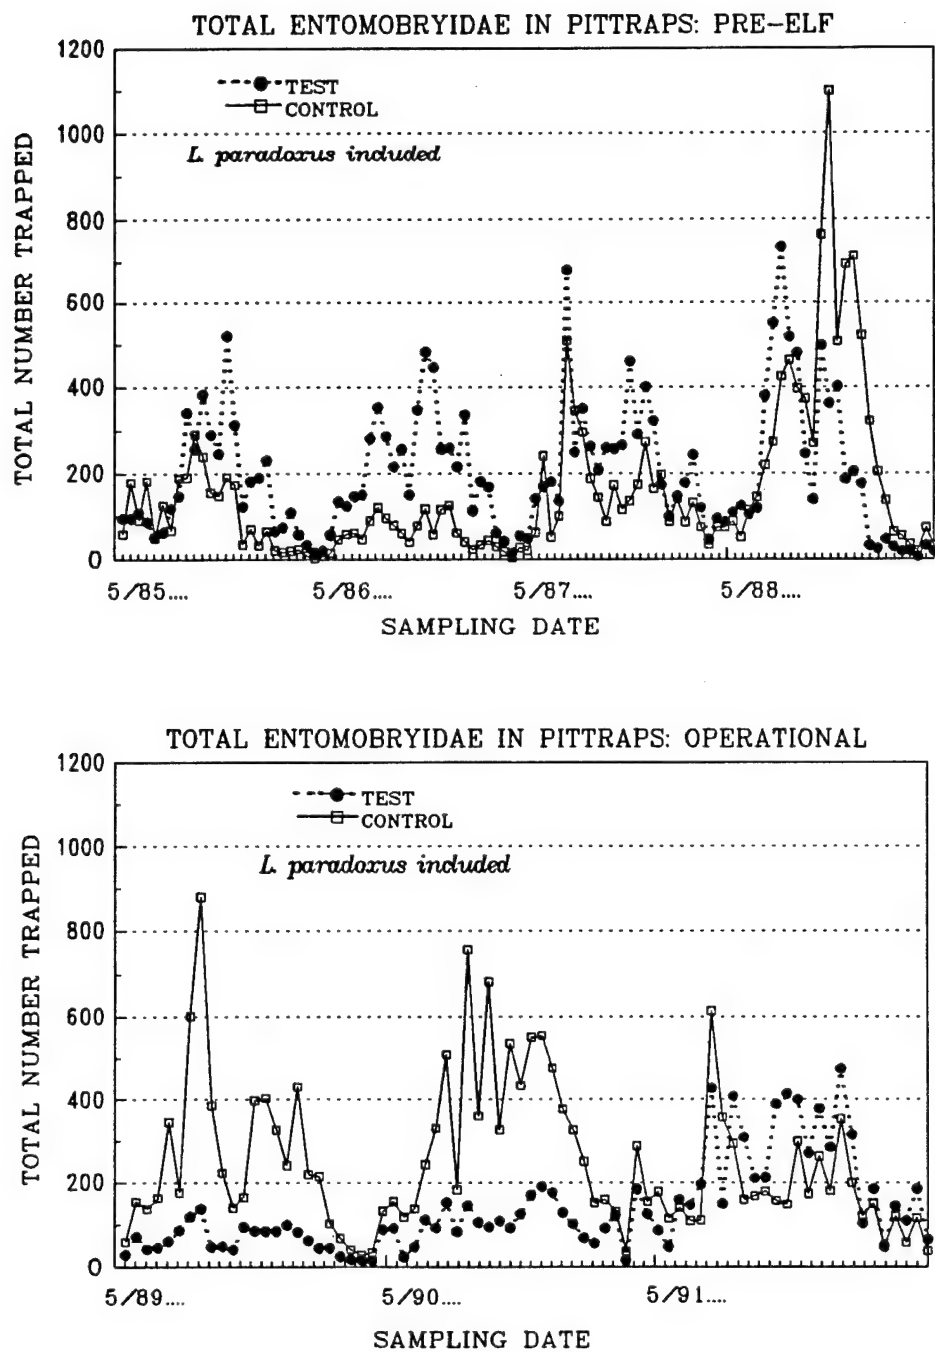 TOTAL ENTOMOBRYIDAE IN PITTRAPS: PRE-ELF
1200
1000
800
600
400
200
0
TOTAL NUMBER TRAPPED
TEST
CONTROL
L. paradoxus included
5/85.... 5/86.... 5/87.... 5/88....
SAMPLING DATE
TOTAL ENTOMOBRYIDAE IN PITTRAPS: OPERATIONAL
1200
1000
800
600
400
200
0
TOTAL NUMBER TRAPPED
TEST
CONTROL
L. paradoxus included
5/89.... 5/90.... 5/91....
SAMPLING DATE